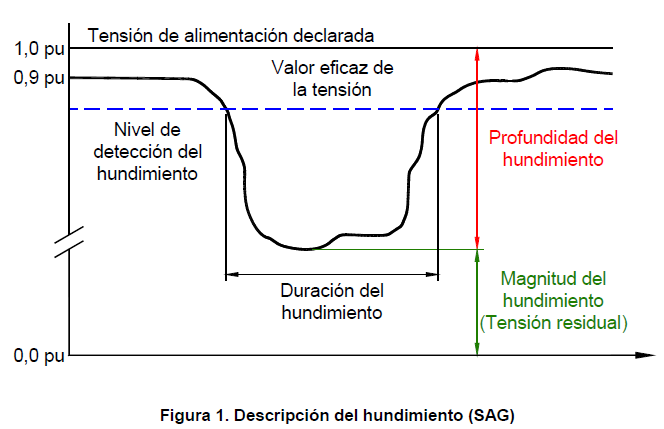 Tensión de alimentación declarada
1,0 pu
0,9 pu
Valor eficaz de
la tensión
Nivel de
detección del
hundimiento
Profundidad del
hundimiento
Duración del
hundimiento
Magnitud del
hundimiento
(Tensión residual)
0,0 pu
Figura 1. Descripción del hundimiento (SAG)